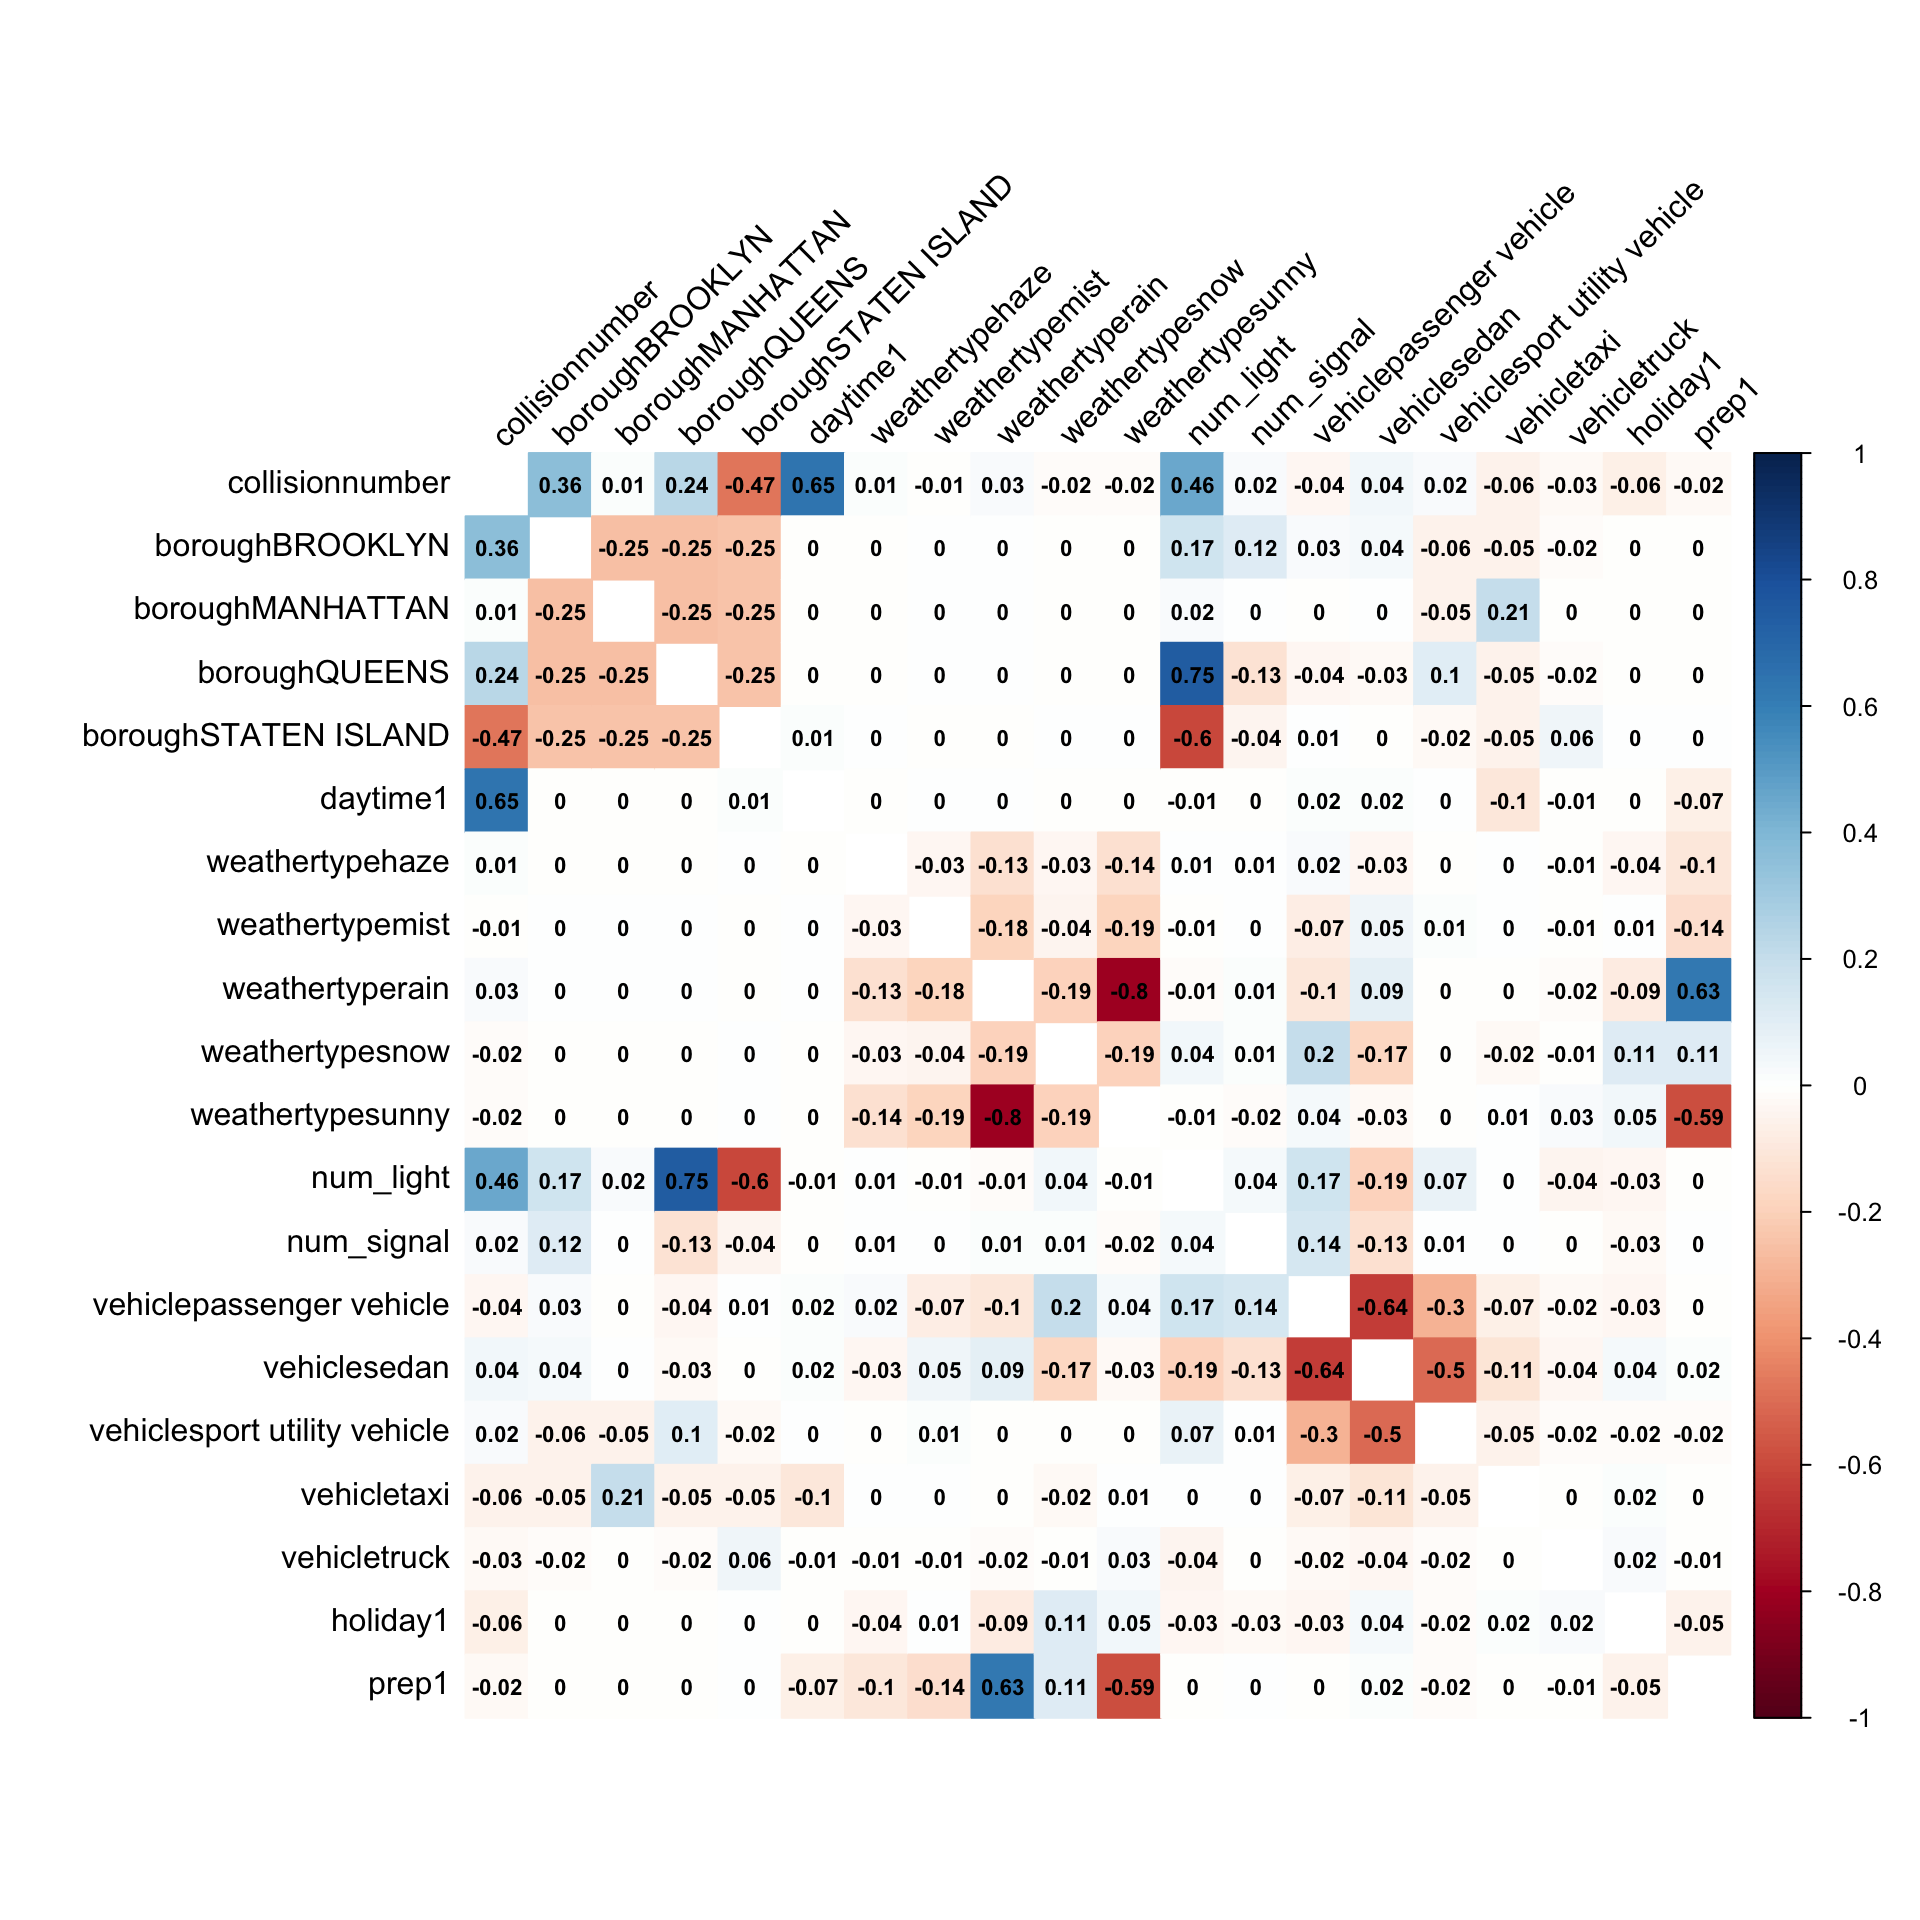 collisionnumber boroughBROOKLYN boroughMANHATTAN boroughQUEENS boroughSTATEN ISLAND daytime1 weathertypehaze weathertypemist weathertyperain weathertypesnow weathertypesunny num_light num_signal vehiclepassenger vehicle vehiclesedan vehiclesport utility vehicle vehicletaxi vehicletruck holiday1 prep1
collisionnumber 0.36 0.01 0.24 -0.47 0.65 0.01 -0.01 0.03 -0.02 -0.02 0.46 0.02 -0.04 0.04 0.02 -0.06 -0.03 -0.06 -0.02
boroughBROOKLYN 0.36 -0.25 -0.25 -0.25 0 0 0 0 0 0 0.17 0.12 0.03 0.04 -0.06 -0.05 -0.02 0 0
boroughMANHATTAN 0.01 -0.25 -0.25 -0.25 0 0 0 0 0 0 0.02 0 0 0 -0.05 0.21 0 0 0
boroughQUEENS 0.24 -0.25 -0.25 -0.25 0 0 0 0 0 0 0.75 -0.13 -0.04 -0.03 0.1 -0.05 -0.02 0 0
boroughSTATEN ISLAND -0.47 -0.25 -0.25 -0.25 0.01 0 0 0 0 0 -0.6 -0.04 0.01 0 -0.02 -0.05 0.06 0 0
daytime1 0.65 0 0 0 0.01 0 0 0 0 0 -0.01 0 0.02 0.02 0 -0.1 -0.01 0 -0.07
weathertypehaze 0.01 0 0 0 0 0 -0.03 -0.13 -0.03 -0.14 0.01 0.01 0.02 -0.03 0 0 -0.01 -0.04 -0.1
weathertypemist -0.01 0 0 0 0 0 -0.03 -0.18 -0.04 -0.19 -0.01 0 -0.07 0.05 0.01 0 -0.01 0.01 -0.14
weathertyperain 0.03 0 0 0 0 0 -0.13 -0.18 -0.19 -0.8 -0.01 0.01 -0.1 0.09 0 0 -0.02 -0.09 0.63
weathertypesnow -0.02 0 0 0 0 0 -0.03 -0.04 -0.19 -0.19 0.04 0.01 0.2 -0.17 0 -0.02 -0.01 0.11 0.11
weathertypesunny -0.02 0 0 0 0 0 -0.14 -0.19 -0.8 -0.19 -0.01 -0.02 0.04 -0.03 0 0.01 0.03 0.05 -0.59
num_light 0.46 0.17 0.02 0.75 -0.6 -0.01 0.01 -0.01 -0.01 0.04 -0.01 0.04 0.17 -0.19 0.07 0 -0.04 -0.03 0
num_signal 0.02 0.12 0 -0.13 -0.04 0 0.01 0 0.01 0.01 -0.02 0.04 0.14 -0.13 0.01 0 0 -0.03 0
vehiclepassenger vehicle -0.04 0.03 0 -0.04 0.01 0.02 0.02 -0.07 -0.1 0.2 0.04 0.17 0.14 -0.64 -0.3 -0.07 -0.02 -0.03 0
vehiclesedan 0.04 0.04 0 -0.03 0 0.02 -0.03 0.05 0.09 -0.17 -0.03 -0.19 -0.13 -0.64 -0.5 -0.11 -0.04 0.04 0.02
vehiclesport utility vehicle 0.02 -0.06 -0.05 0.1 -0.02 0 0 0.01 0 0 0 0.07 0.01 -0.3 -0.5 -0.05 -0.02 -0.02 -0.02
vehicletaxi -0.06 -0.05 0.21 -0.05 -0.05 -0.1 0 0 0 -0.02 0.01 0 0 -0.07 -0.11 -0.05 0 0.02 0
vehicletruck -0.03 -0.02 0 -0.02 0.06 -0.01 -0.01 -0.01 -0.02 -0.01 0.03 -0.04 0 -0.02 -0.04 -0.02 0 0.02 -0.01
holiday1 -0.06 0 0 0 0 0 -0.04 0.01 -0.09 0.11 0.05 -0.03 -0.03 -0.03 0.04 -0.02 0.02 0.02 -0.05
prep1 -0.02 0 0 0 0 -0.07 -0.1 -0.14 0.63 0.11 -0.59 0 0 0 0.02 -0.02 0 -0.01 -0.05
1
0.8
0.6
0.4
0.2
0
-0.2
-0.4
-0.6
-0.8
-1